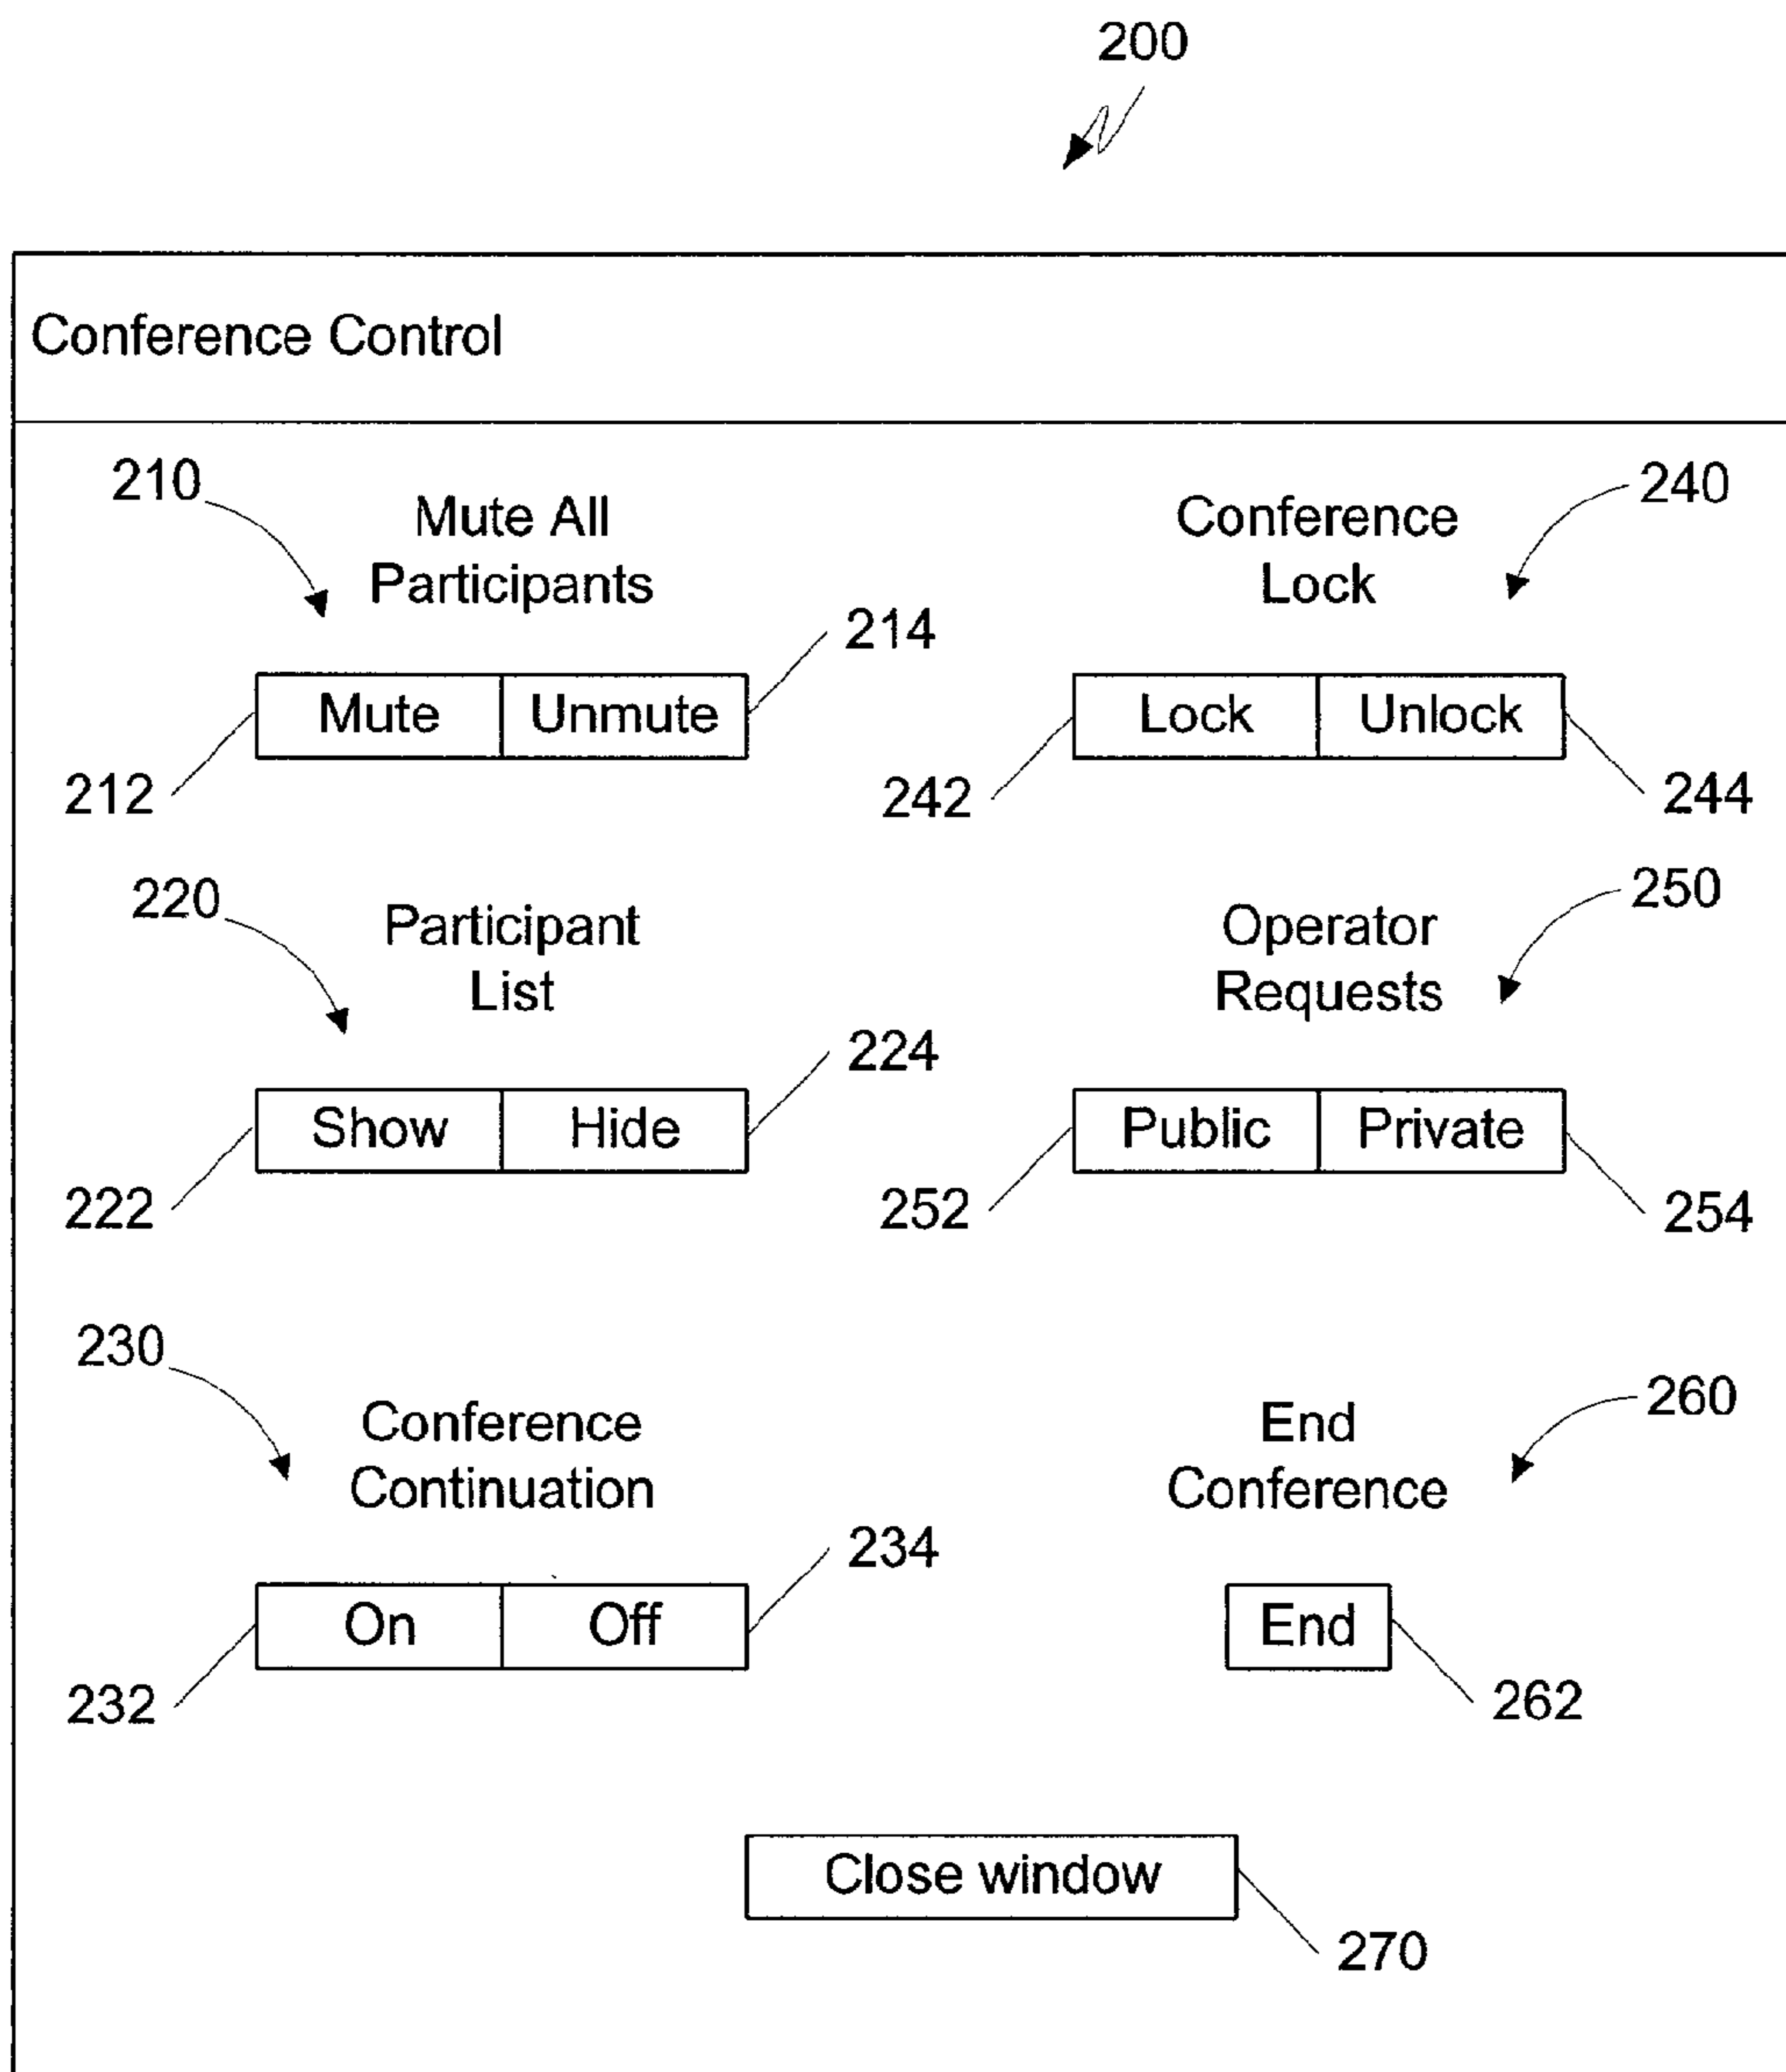 200
Conference Control
210
Mute All
Participants
214
Mute
Unmute
212
240
Conference
Lock
Lock
Unlock
242
244
220
Participant
List
224
Show
Hide
222
250
Operator
Requests
Public
Private
252
254
230
Conference
Continuation
234
On
Off
232
260
End
Conference
End
262
Close window
270